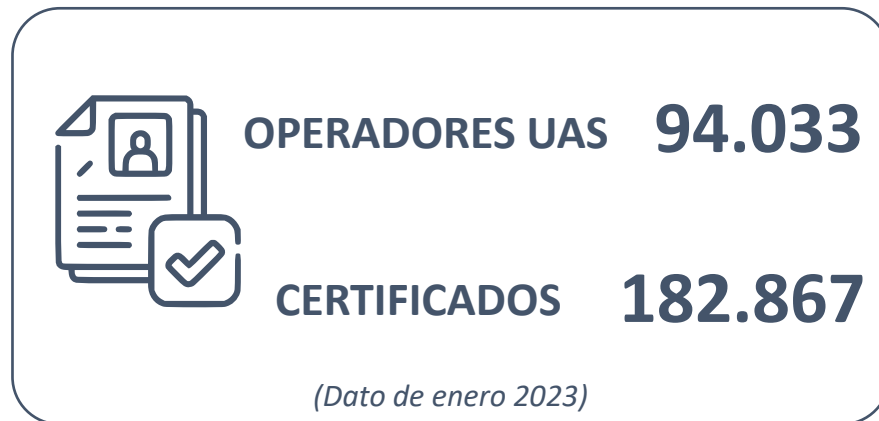 OPERADORES UAS 94.033
CERTIFICADOS 182.867
(Dato de enero 2023)